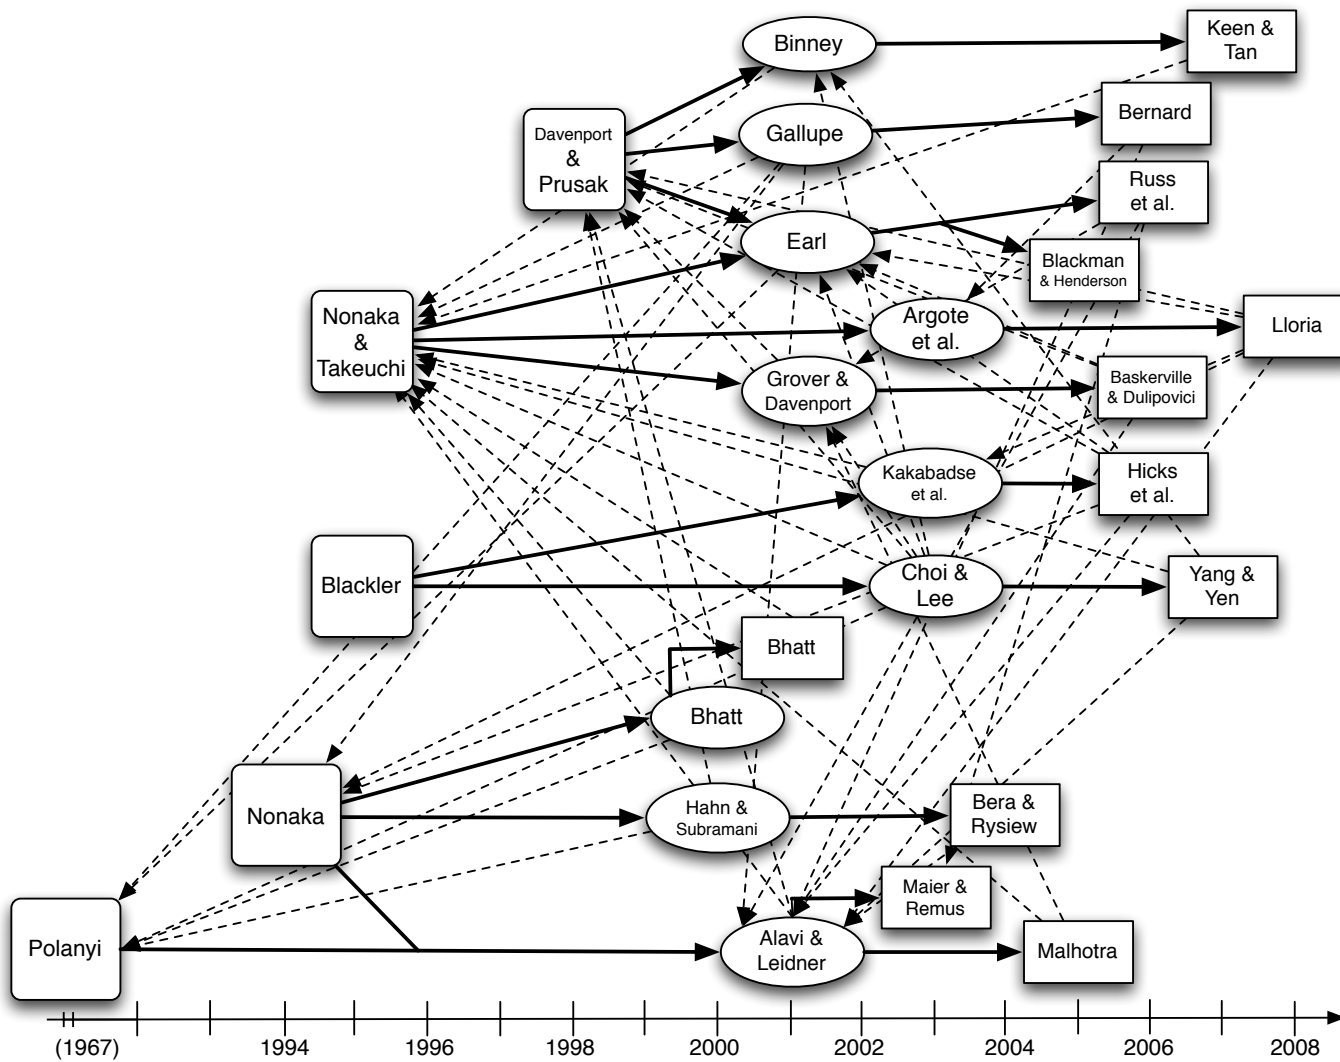 Binney
Keen &
Tan
Davenport
&
Prusak
Gallupe
Bernard
Russ
et al.
Earl
Blackman
& Henderson
Nonaka
&
Takeuchi
Argote
et al.
Lloria
Grover &
Davenport
Baskerville
& Dulipovici
Kakabadse
et al.
Hicks
et al.
Blackler
Choi &
Lee
Yang &
Yen
Bhatt
Bhatt
Nonaka
Hahn &
Subramani
Bera &
Rysiew
Maier &
Remus
Polanyi
Alavi &
Leidner
Malhotra
(1967)
1994
1996
1998
2000
2002
2004
2006
2008